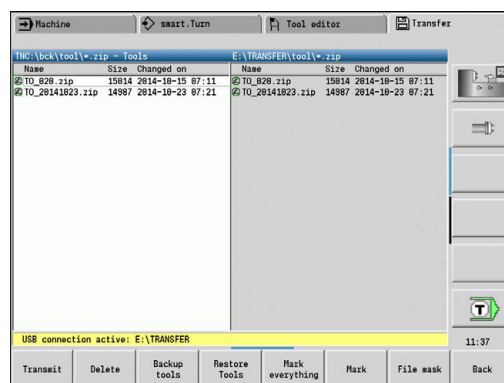 Machine smart.Turn Tool editor Transfer
TNC:\bck\tool\*.zip - Tools E:\TRANSFER\tool\*.zip
Name Size Changed on Name Size Changed on
TO_020.zip 15014 2014-10-15 07:11 TO_020.zip 15014 2014-10-15 07:11
TO_20141023.zip 14987 2014-10-23 07:21 TO_20141023.zip 14987 2014-10-23 07:21
T
USB connection active: E:\TRANSFER
11:37
Transmit Delete Backup tools Restore Tools Mark everything Mark File mask Back